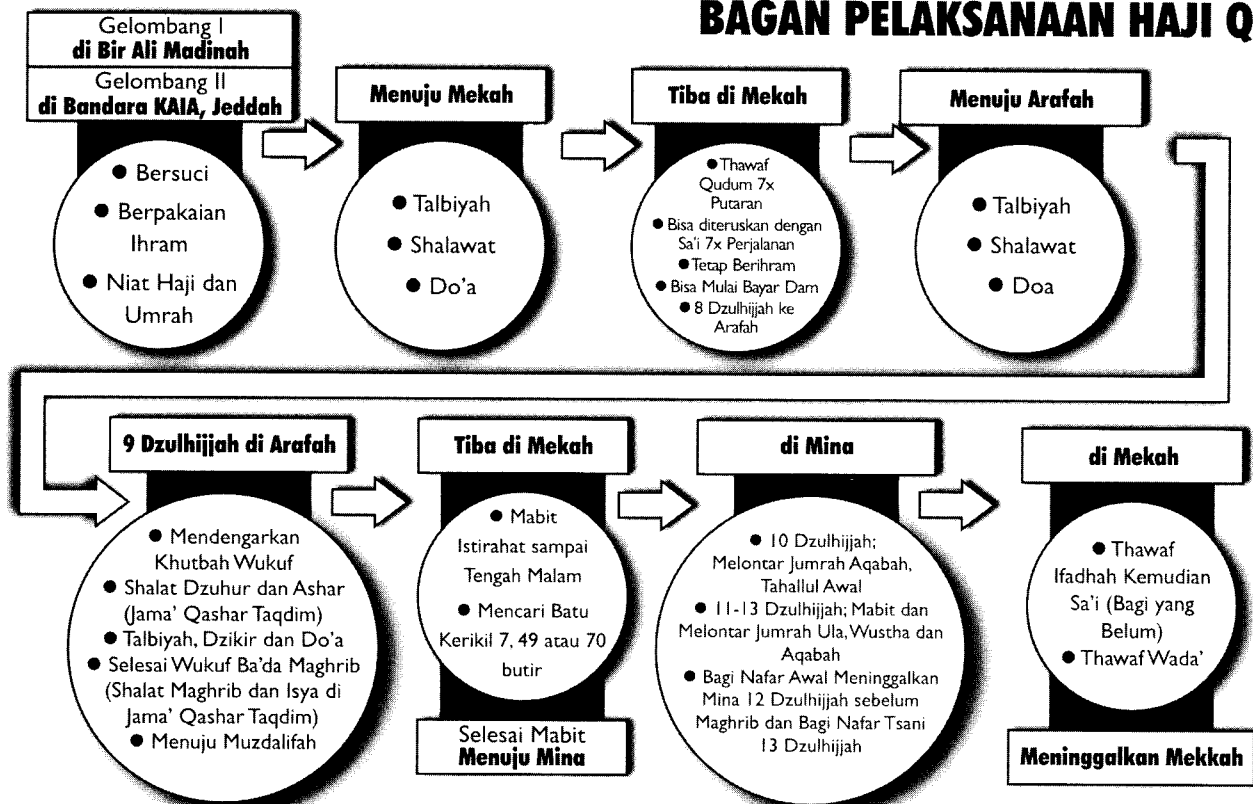 BAGAN PELAKSANAAN HAJI Q
Gelombang I
di Bir Ali Madinah
Gelombang II
di Bandara KAIA, Jeddah
● Bersuci
● Berpakaian
Ihram
● Niat Haji dan
Umrah
Menuju Mekah
● Talbiyah
● Shalawat
● Do'a
Tiba di Mekah
● Thawaf
Qudum 7x
Putaran
● Bisa diteruskan dengan
Sa'i 7x Perjalanan
● Tetap Berihram
● Bisa Mulai Bayar Dam
● 8 Dzulhijjah ke
Arafah
Menuju Arafah
● Talbiyah
● Shalawat
● Doa
9 Dzulhijjah di Arafah
● Mendengarkan
Khutbah Wukuf
● Shalat Dzuhur dan Ashar
(Jama' Qashar Taqdim)
● Talbiyah, Dzikir dan Do'a
● Selesai Wukuf Ba'da Maghrib
(Shalat Maghrib dan Isya di
Jama' Qashar Taqdim)
● Menuju Muzdalifah
Tiba di Mekah
● Mabit
Istirahat sampai
Tengah Malam
● Mencari Batu
Kerikil 7, 49 atau 70
butir
Selesai Mabit
Menuju Mina
di Mina
● 10 Dzulhijjah;
Melontar Jumrah Aqabah,
Tahallul Awal
● 11-13 Dzulhijjah; Mabit dan
Melontar Jumrah Ula, Wustha dan
Aqabah
● Bagi Nafar Awal Meninggalkan
Mina 12 Dzulhijjah sebelum
Maghrib dan Bagi Nafar Tsani
13 Dzulhijjah
di Mekah
● Thawaf
Ifadhah Kemudian
Sa'i (Bagi yang
Belum)
● Thawaf Wada'
Meninggalkan Mekkah